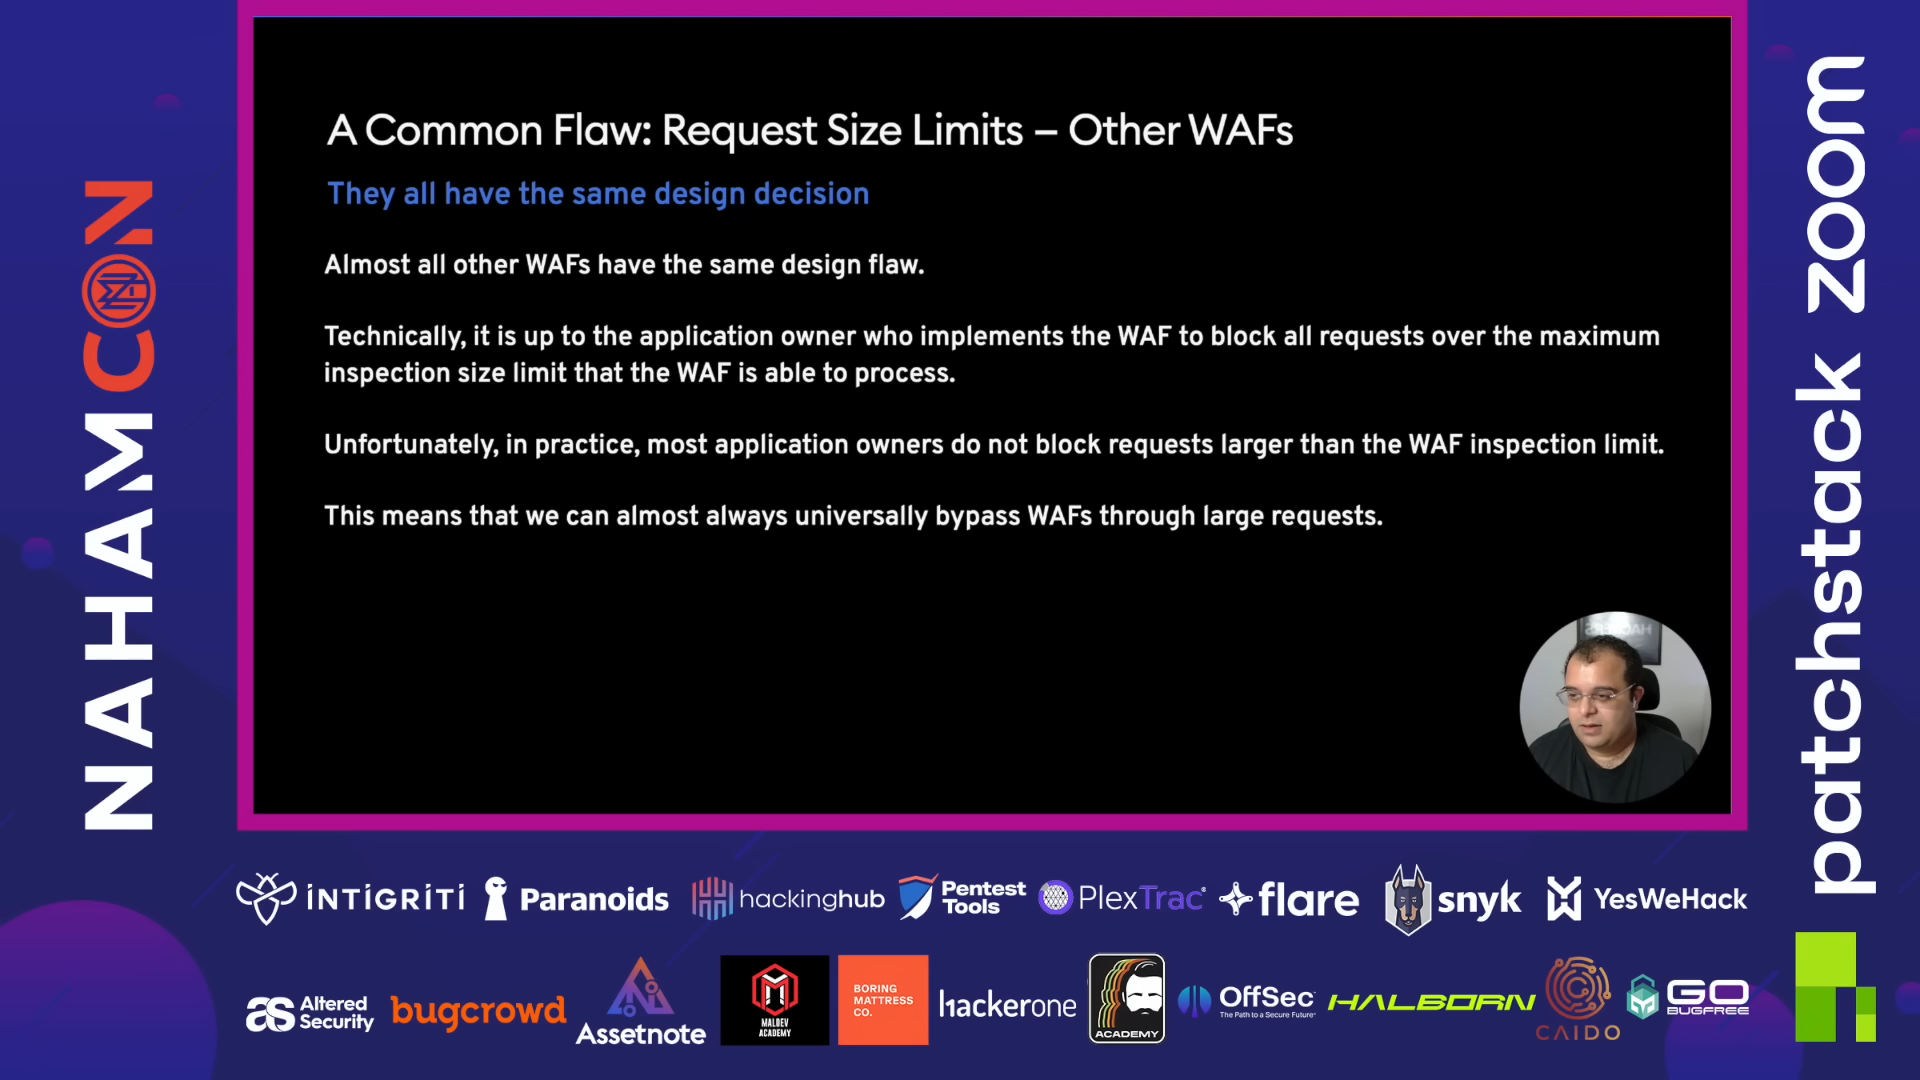 A Common Flaw: Request Size Limits – Other WAFs
They all have the same design decision
Almost all other WAFs have the same design flaw.
Technically, it is up to the application owner who implements the WAF to block all requests over the maximum
inspection size limit that the WAF is able to process.
Unfortunately, in practice, most application owners do not block requests larger than the WAF inspection limit.
This means that we can almost always universally bypass WAFs through large requests.
NAHAMCON
patchstack zoom
INTIGRITI
Paranoids
hackinghub
Pentest
Tools
PlexTrac
flare
snyk
YesWeHack
as Altered
Security
bugcrowd
Assetnote
MALDEV
ACADEMY
BORING
MATTRESS
CO.
hackerone
ACADEMY
OffSec
The Path to a Secure Future
HALBORN
CAIDO
GO
BUGFREE